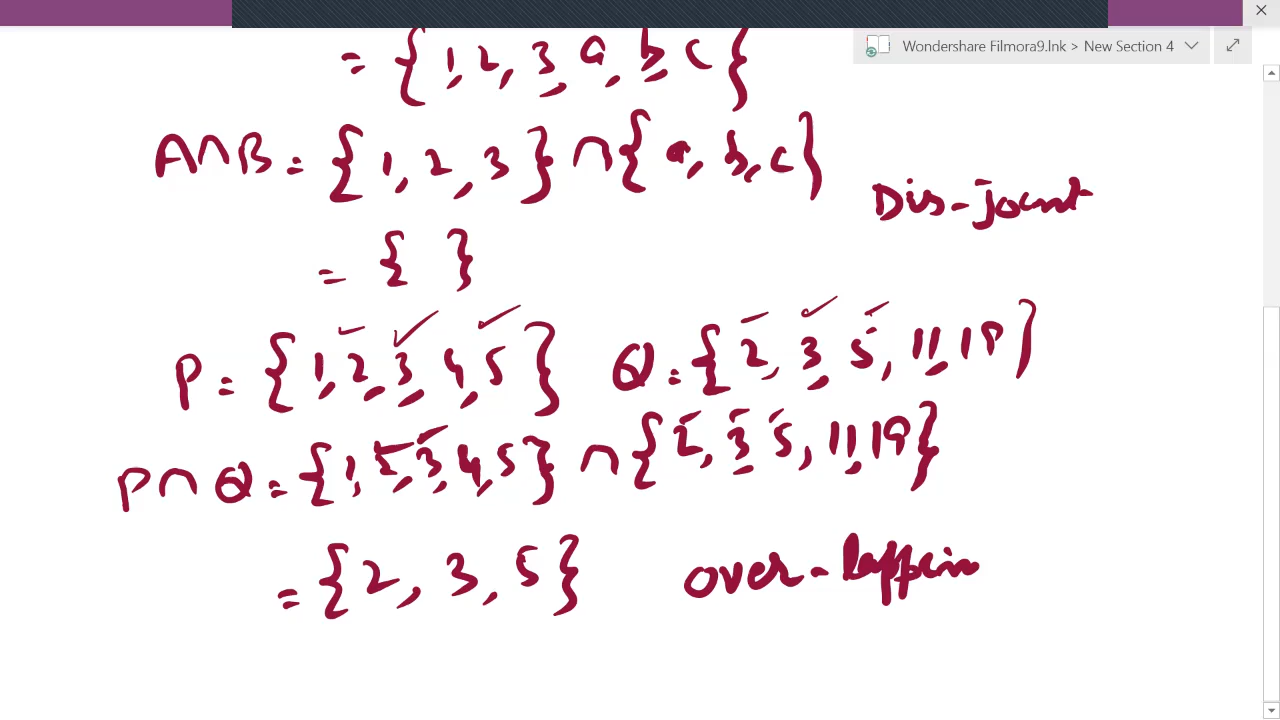 Wondershare Filmora9.lnk > New Section 4
= {1, 2, 3, a, b, c}
A∩B = {1, 2, 3} ∩ {a, b, c}
Dis-joint
= { }
P = {1, 2, 3, 4, 5} Q = {2, 3, 5, 11, 19}
P∩Q = {1, 2, 3, 4, 5} ∩ {2, 3, 5, 11, 19}
= {2, 3, 5} over-lappin